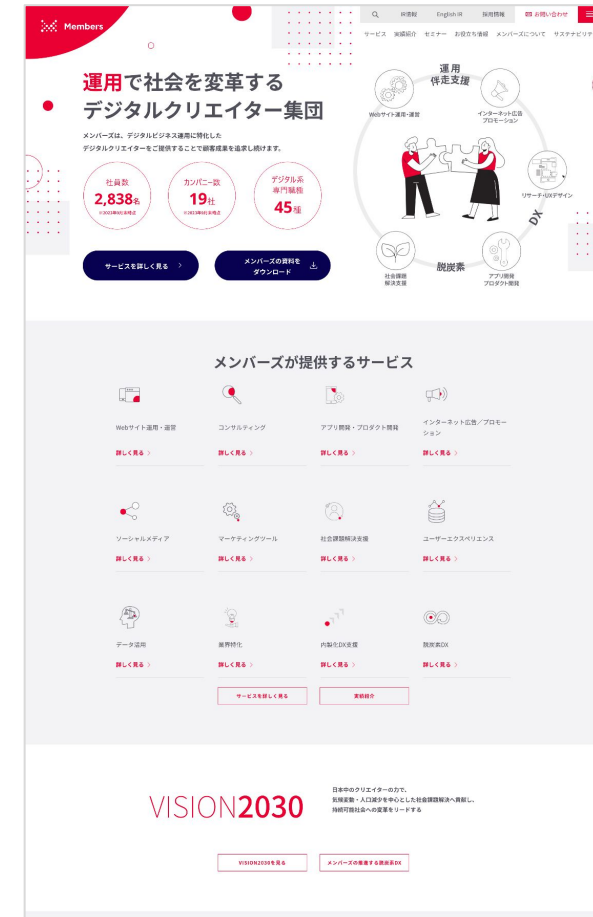 Members
IR情報 English IR 採用情報 お問い合わせ
サービス 実績紹介 セミナー お役立ち情報 メンバーズについて サステナビリテ
運用で社会を変革する
デジタルクリエイター集団
メンバーズは、デジタルビジネス運用に特化した
デジタルクリエイターをご提供することで顧客成果を追求し続けます。
社員数
2,838名
カンパニー数
19社
デジタル系
専門職種
45種
サービスを詳しく見る
メンバーズの資料を
ダウンロード
運用
伴走支援
Webサイト運用・運営
インターネット広告
プロモーション
リサーチ・UXデザイン
DX
アプリ開発
プロダクト開発
脱炭素
社会課題
解決支援
メンバーズが提供するサービス
Webサイト運用・運営
詳しく見る
コンサルティング
詳しく見る
アプリ開発・プロダクト開発
詳しく見る
インターネット広告/プロモー
ション
詳しく見る
ソーシャルメディア
詳しく見る
マーケティングツール
詳しく見る
社会課題解決支援
詳しく見る
ユーザーエクスペリエンス
詳しく見る
データ活用
詳しく見る
業界特化
詳しく見る
内製化DX支援
詳しく見る
脱炭素DX
詳しく見る
サービスを詳しく見る
実績紹介
VISION2030
日本中のクリエイターの力で、
気候変動・人口減少を中心とした社会課題解決へ貢献し、
持続可能社会への変革をリードする
VISION2030を見る
メンバーズの推進する脱炭素DX